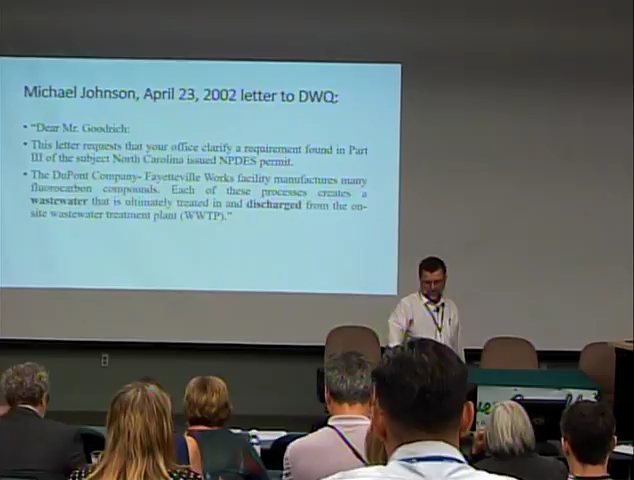 Michael Johnson, April 23, 2002 letter to DWQ:
• “Dear Mr. Goodrich:
• This letter requests that your office clarify a requirement found in Part
III of the subject North Carolina issued NPDES permit.
• The DuPont Company- Fayetteville Works facility manufactures many
fluorocarbon compounds. Each of these processes creates a
wastewater that is ultimately treated in and discharged from the on-
site wastewater treatment plant (WWTP).”